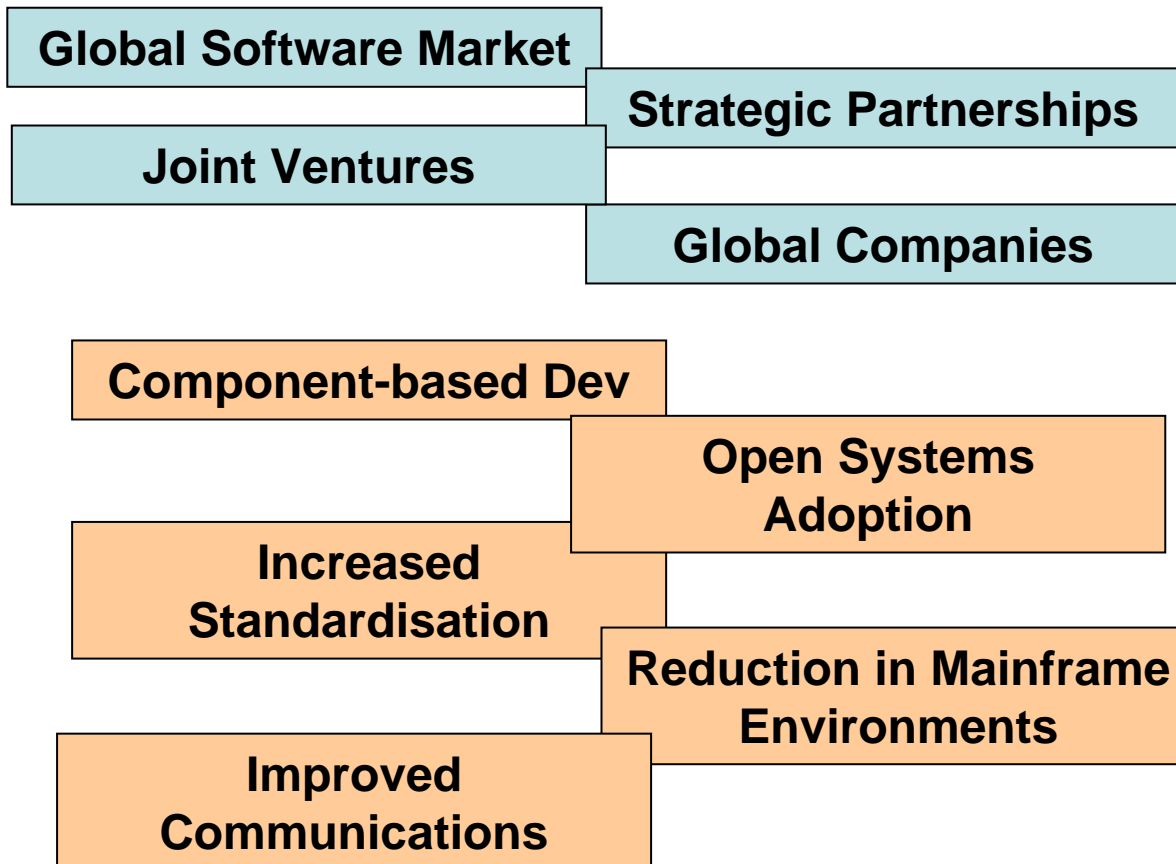 Global Software Market
Strategic Partnerships
Joint Ventures
Global Companies
Component-based Dev
Open Systems
Adoption
Increased
Standardisation
Reduction in Mainframe
Environments
Improved
Communications